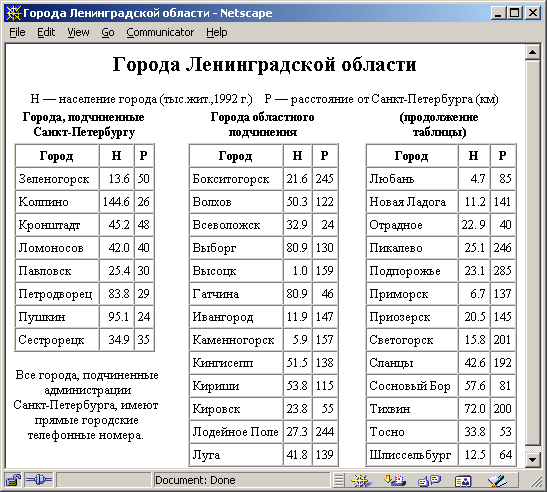 Города Ленинградской области - Netscape
File Edit View Go Communicator Help
Города Ленинградской области
Н — население города (тыс.жит.,1992 г.) Р — расстояние от Санкт-Петербурга (км)
Города, подчиненные
Санкт-Петербургу
Город Н Р
Зеленогорск 13.6 50
Колпино 144.6 26
Кронштадт 45.2 48
Ломоносов 42.0 40
Павловск 25.4 30
Петродворец 83.8 29
Пушкин 95.1 24
Сестрорецк 34.9 35
Все города, подчиненные
администрации
Санкт-Петербурга, имеют
прямые городские
телефонные номера.
Города областного
подчинения
Город Н Р
Бокситогорск 21.6 245
Волхов 50.3 122
Всеволожск 32.9 24
Выборг 80.9 130
Высоцк 1.0 159
Гатчина 80.9 46
Ивангород 11.9 147
Каменногорск 5.9 157
Кингисепп 51.5 138
Кириши 53.8 115
Кировск 23.8 55
Лодейное Поле 27.3 244
Луга 41.8 139
(продолжение
таблицы)
Город Н Р
Любань 4.7 85
Новая Ладога 11.2 141
Отрадное 22. 9 40
Пикалево 25.1 246
Подпорожье 23.1 285
Приморск 6.7 137
Приозерск 20.5 145
Светогорск 15.8 201
Сланцы 42.6 192
Сосновый Бор 57.6 81
Тихвин 72.0 200
Тосно 33.8 53
Шлиссельбург 12.5 64
Document: Done